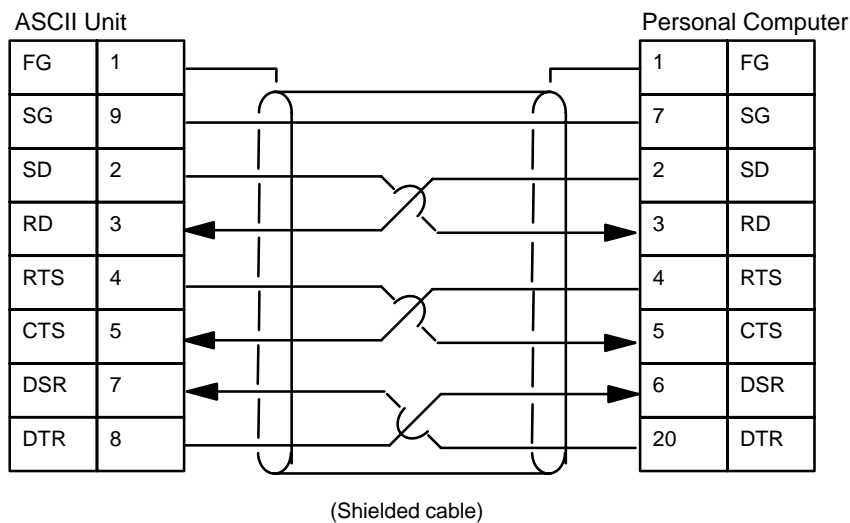 ASCII Unit Personal Computer
FG 1 1 FG
SG 9 7 SG
SD 2 2 SD
RD 3 3 RD
RTS 4 4 RTS
CTS 5 5 CTS
DSR 7 6 DSR
DTR 8 20 DTR
(Shielded cable)